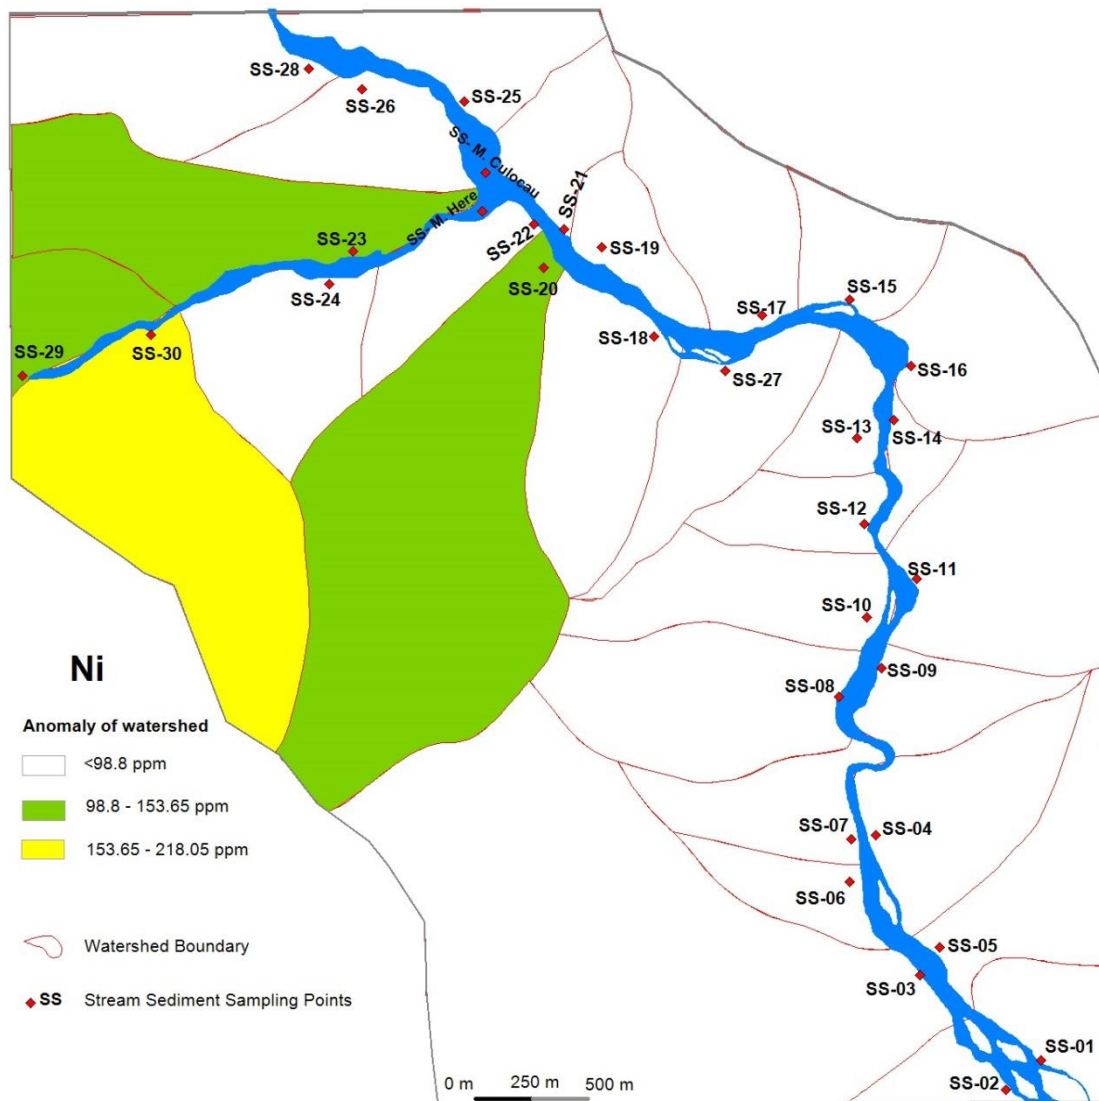 SS-28
SS-26
SS-25
SS- M. Culocau
SS- M. Here
SS-21
SS-22
SS-23
SS-19
SS-24
SS-20
SS-15
SS-17
SS-18
SS-30
SS-29
SS-27
SS-16
SS-13
SS-14
SS-12
SS-11
SS-10
SS-09
SS-08
Ni
Anomaly of watershed
<98.8 ppm
98.8 - 153.65 ppm
153.65 - 218.05 ppm
SS-07
SS-04
SS-06
SS-05
SS-03
Watershed Boundary
SS Stream Sediment Sampling Points
SS-01
SS-02
0 m 250 m 500 m